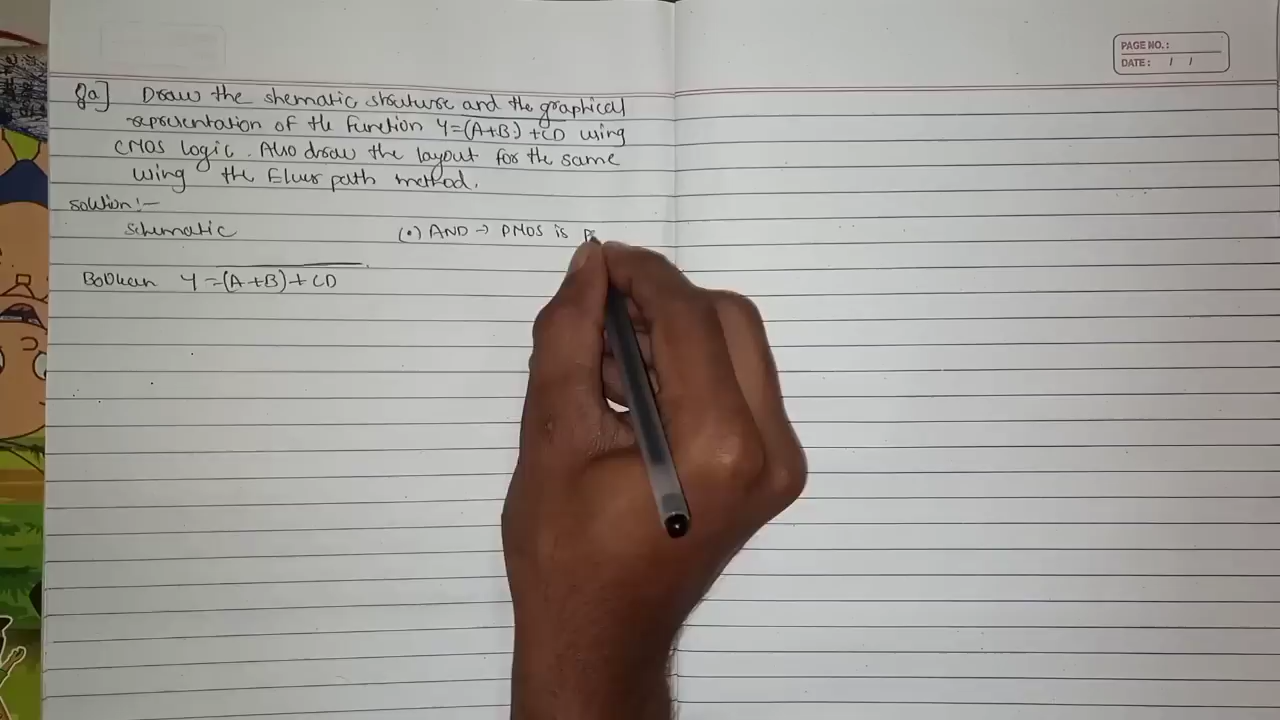 PAGE NO.:
DATE: / /
Qa] Draw the shematic structure and the graphical
representation of the function Y=(A+B) + CD using
CMOS Logic. Also draw the layout for the same
using the Eluer path method.
Solution:-
Schematic
(•) AND → PMOS is P
Boolean Y = (A+B)+CD